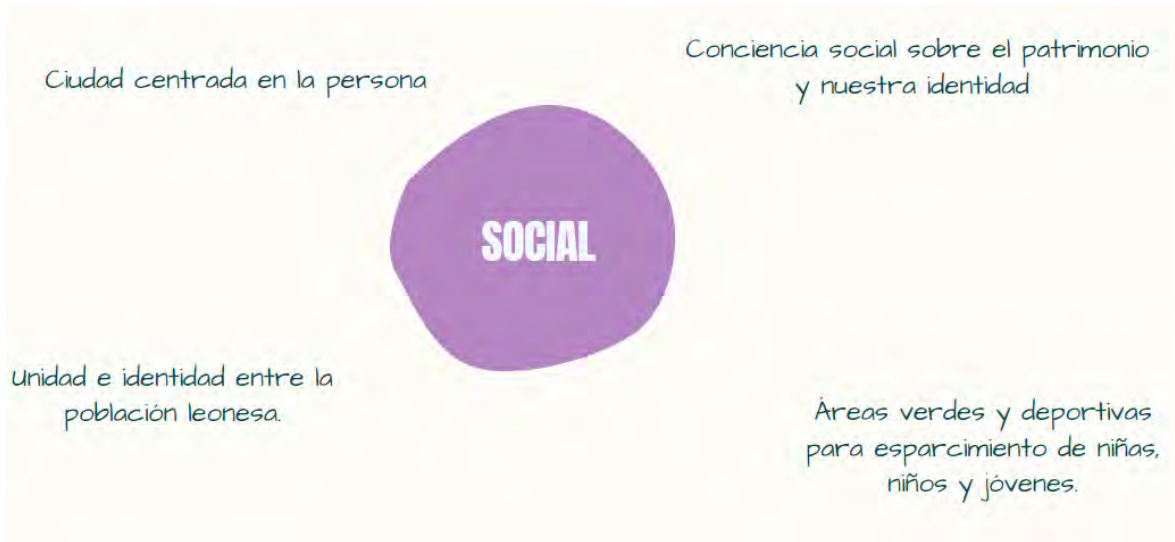 Ciudad centrada en la persona
Conciencia social sobre el patrimonio
y nuestra identidad
SOCIAL
Unidad e identidad entre la
población leonesa.
Áreas verdes y deportivas
para esparcimiento de niñas,
niños y jóvenes.